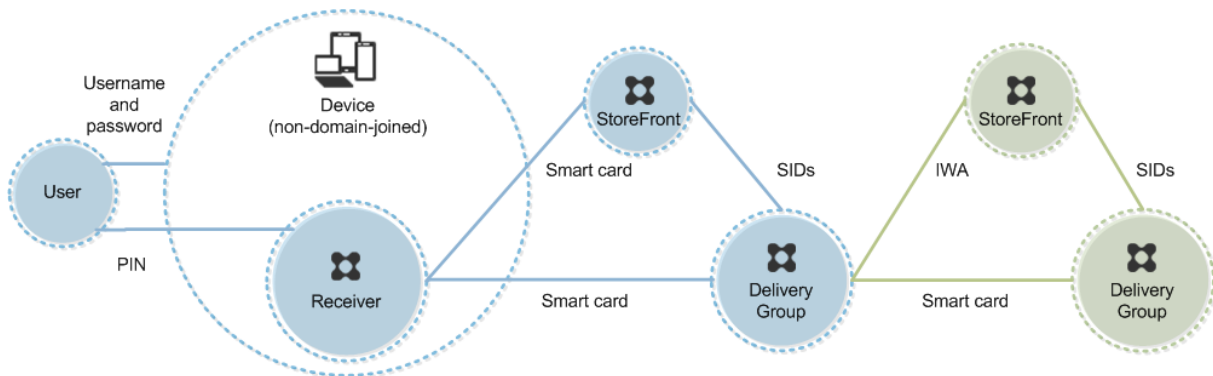 Username
and
password
Device
(non-domain-joined)
User
PIN
Receiver
StoreFront
Smart card
SIDs
Smart card
Delivery
Group
StoreFront
IWA
SIDs
Smart card
Delivery
Group